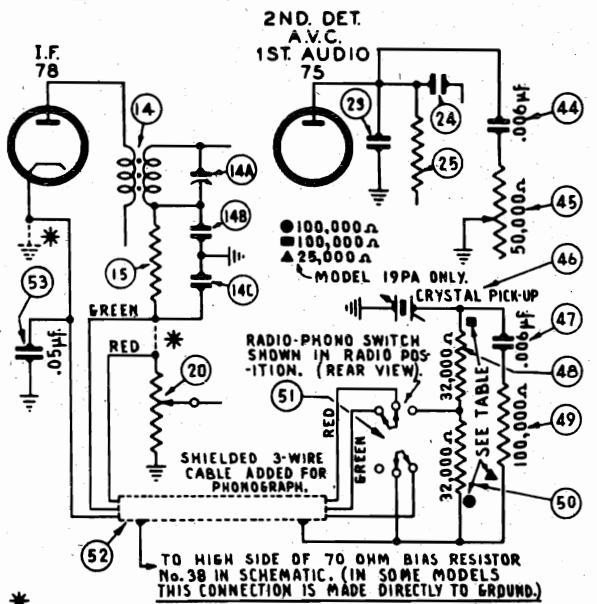 2ND. DET.
A.V.C.
1ST. AUDIO
75
I.F.
78
14
14A
14B
14C
15
23
24
25
44
.006µf.
45
50,000Ω
● 100,000Ω
■ 100,000Ω
▲ 25,000Ω
MODEL 19PA ONLY.
46
CRYSTAL PICK-UP
53
.05µf.
*
GREEN
RED
*
20
RADIO-PHONO SWITCH
SHOWN IN RADIO POS-
ITION. (REAR VIEW).
51
RED
GREEN
47
.006µf
48
32,000Ω
SEE TABLE
49
100,000Ω
50
32,000Ω
SHIELDED 3-WIRE
CABLE ADDED FOR
PHONOGRAPH.
52
TO HIGH SIDE OF 70 OHM BIAS RESISTOR
No. 38 IN SCHEMATIC. (IN SOME MODELS
THIS CONNECTION IS MADE DIRECTLY TO GROUND.)
*